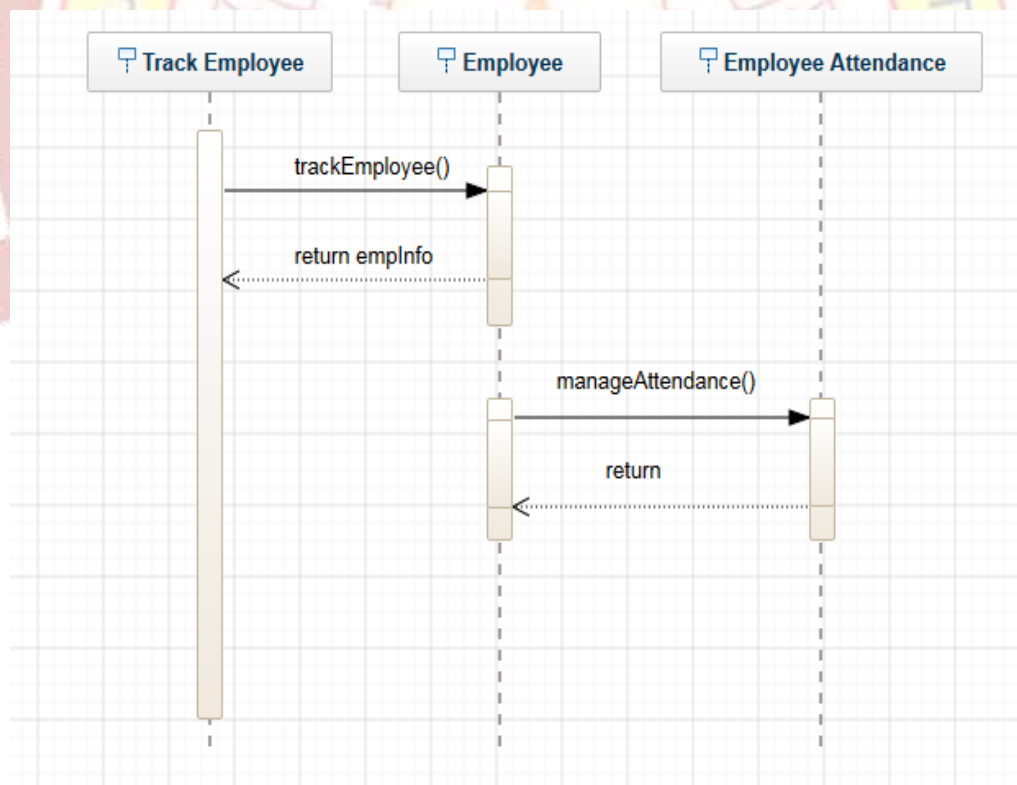 Track Employee
Employee
Employee Attendance
trackEmployee()
return empInfo
manageAttendance()
return